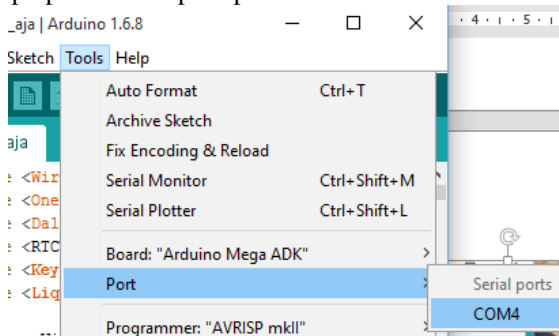 _aja | Arduino 1.6.8
· 4 · ı · 5 · ı
Sketch Tools Help
Auto Format Ctrl+T
Archive Sketch
aja
Fix Encoding & Reload
e <Wir
Serial Monitor Ctrl+Shift+M
e <One
Serial Plotter Ctrl+Shift+L
e <Dal
e <RTC
Board: "Arduino Mega ADK"
e <Key
Port
Serial ports
e <Liq
COM4
Programmer: "AVRISP mkII"